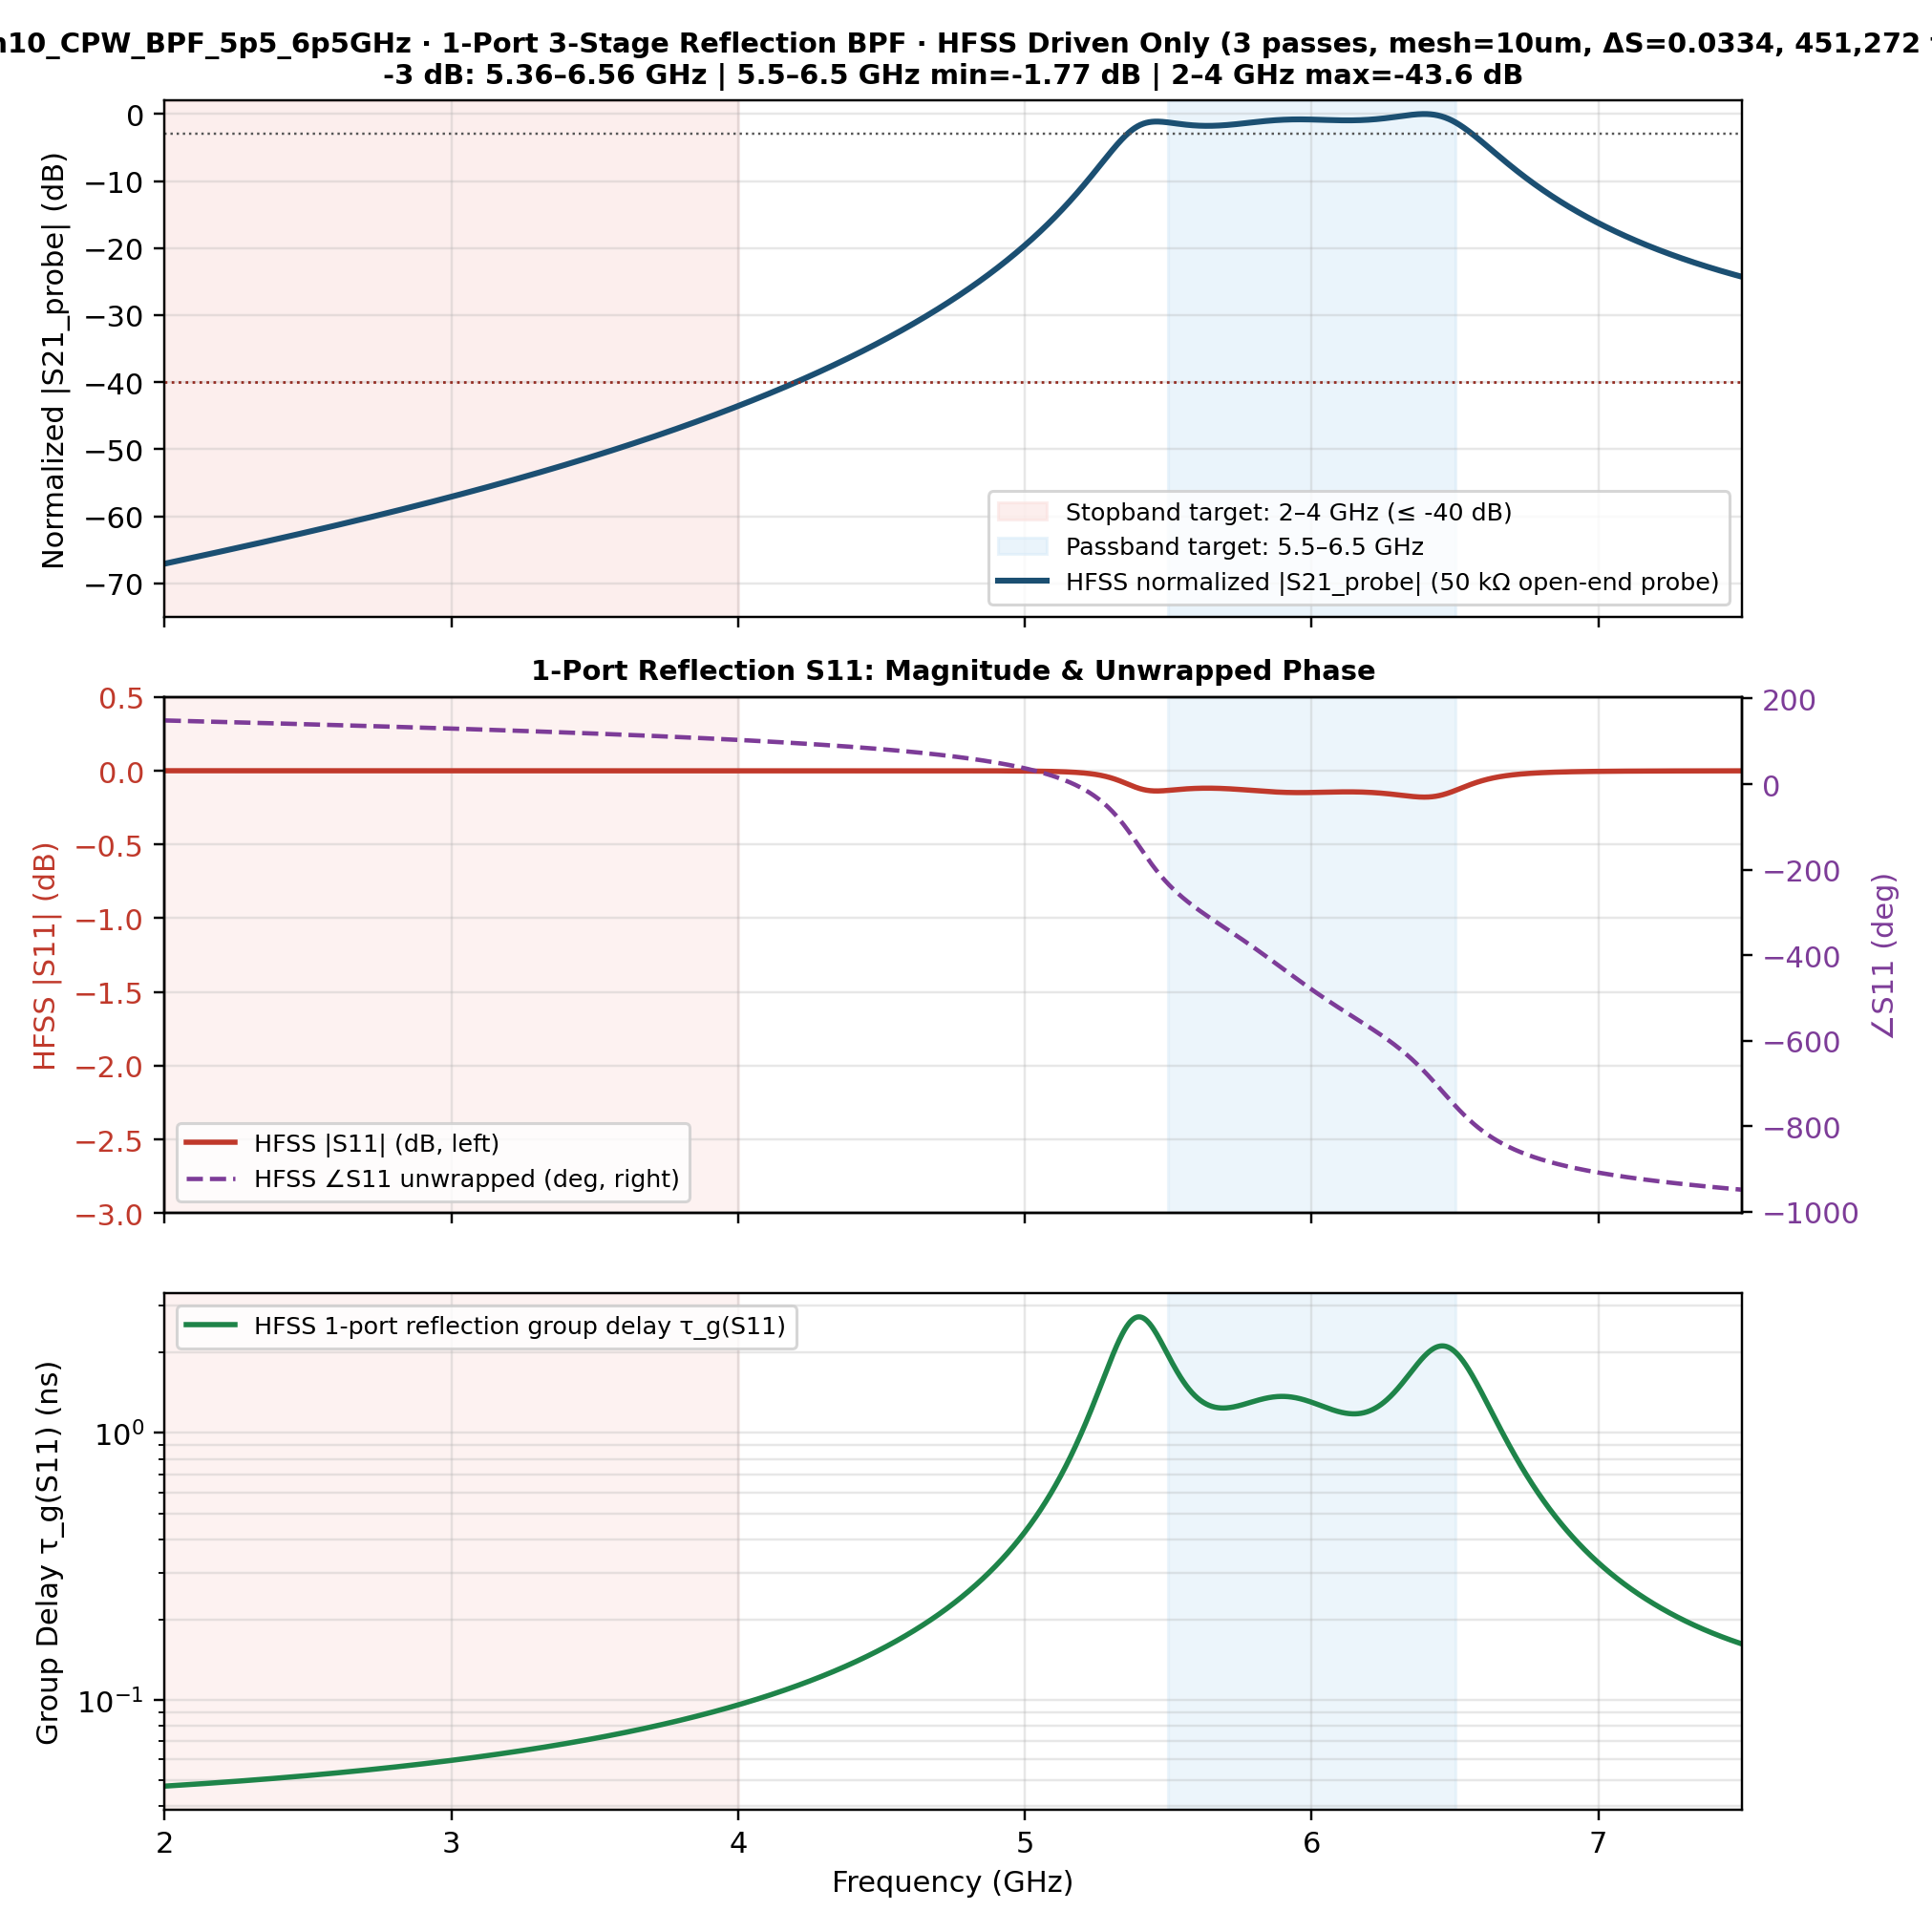 n10_CPW_BPF_5p5_6p5GHz · 1-Port 3-Stage Reflection BPF · HFSS Driven Only (3 passes, mesh=10um, ΔS=0.0334, 451,272
-3 dB: 5.36–6.56 GHz | 5.5–6.5 GHz min=-1.77 dB | 2–4 GHz max=-43.6 dB
Normalized |S21_probe| (dB)
0
−10
−20
−30
−40
−50
−60
−70
Stopband target: 2–4 GHz (≤ -40 dB)
Passband target: 5.5–6.5 GHz
HFSS normalized |S21_probe| (50 kΩ open-end probe)
1-Port Reflection S11: Magnitude & Unwrapped Phase
HFSS |S11| (dB)
0.5
0.0
−0.5
−1.0
−1.5
−2.0
−2.5
−3.0
HFSS |S11| (dB, left)
HFSS ∠S11 unwrapped (deg, right)
200
0
−200
−400
−600
−800
−1000
∠S11 (deg)
Group Delay τ_g(S11) (ns)
10⁰
10⁻¹
HFSS 1-port reflection group delay τ_g(S11)
2 3 4 5 6 7
Frequency (GHz)